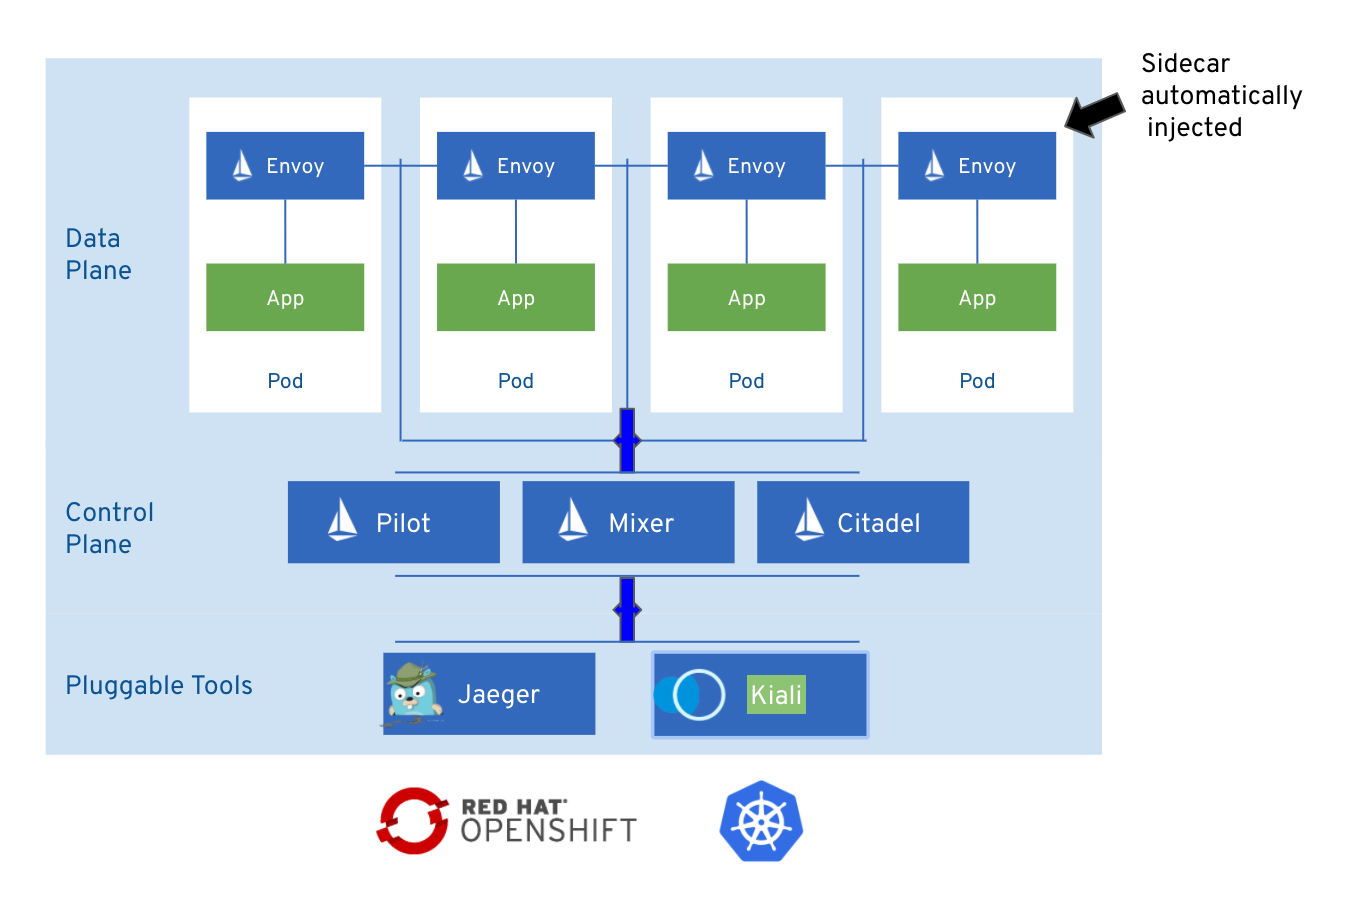 Sidecar
automatically
injected
Envoy
Envoy
Envoy
Envoy
Data
Plane
App
App
App
App
Pod
Pod
Pod
Pod
Control
Plane
Pilot
Mixer
Citadel
Pluggable Tools
Jaeger
Kiali
RED HAT
OPENSHIFT